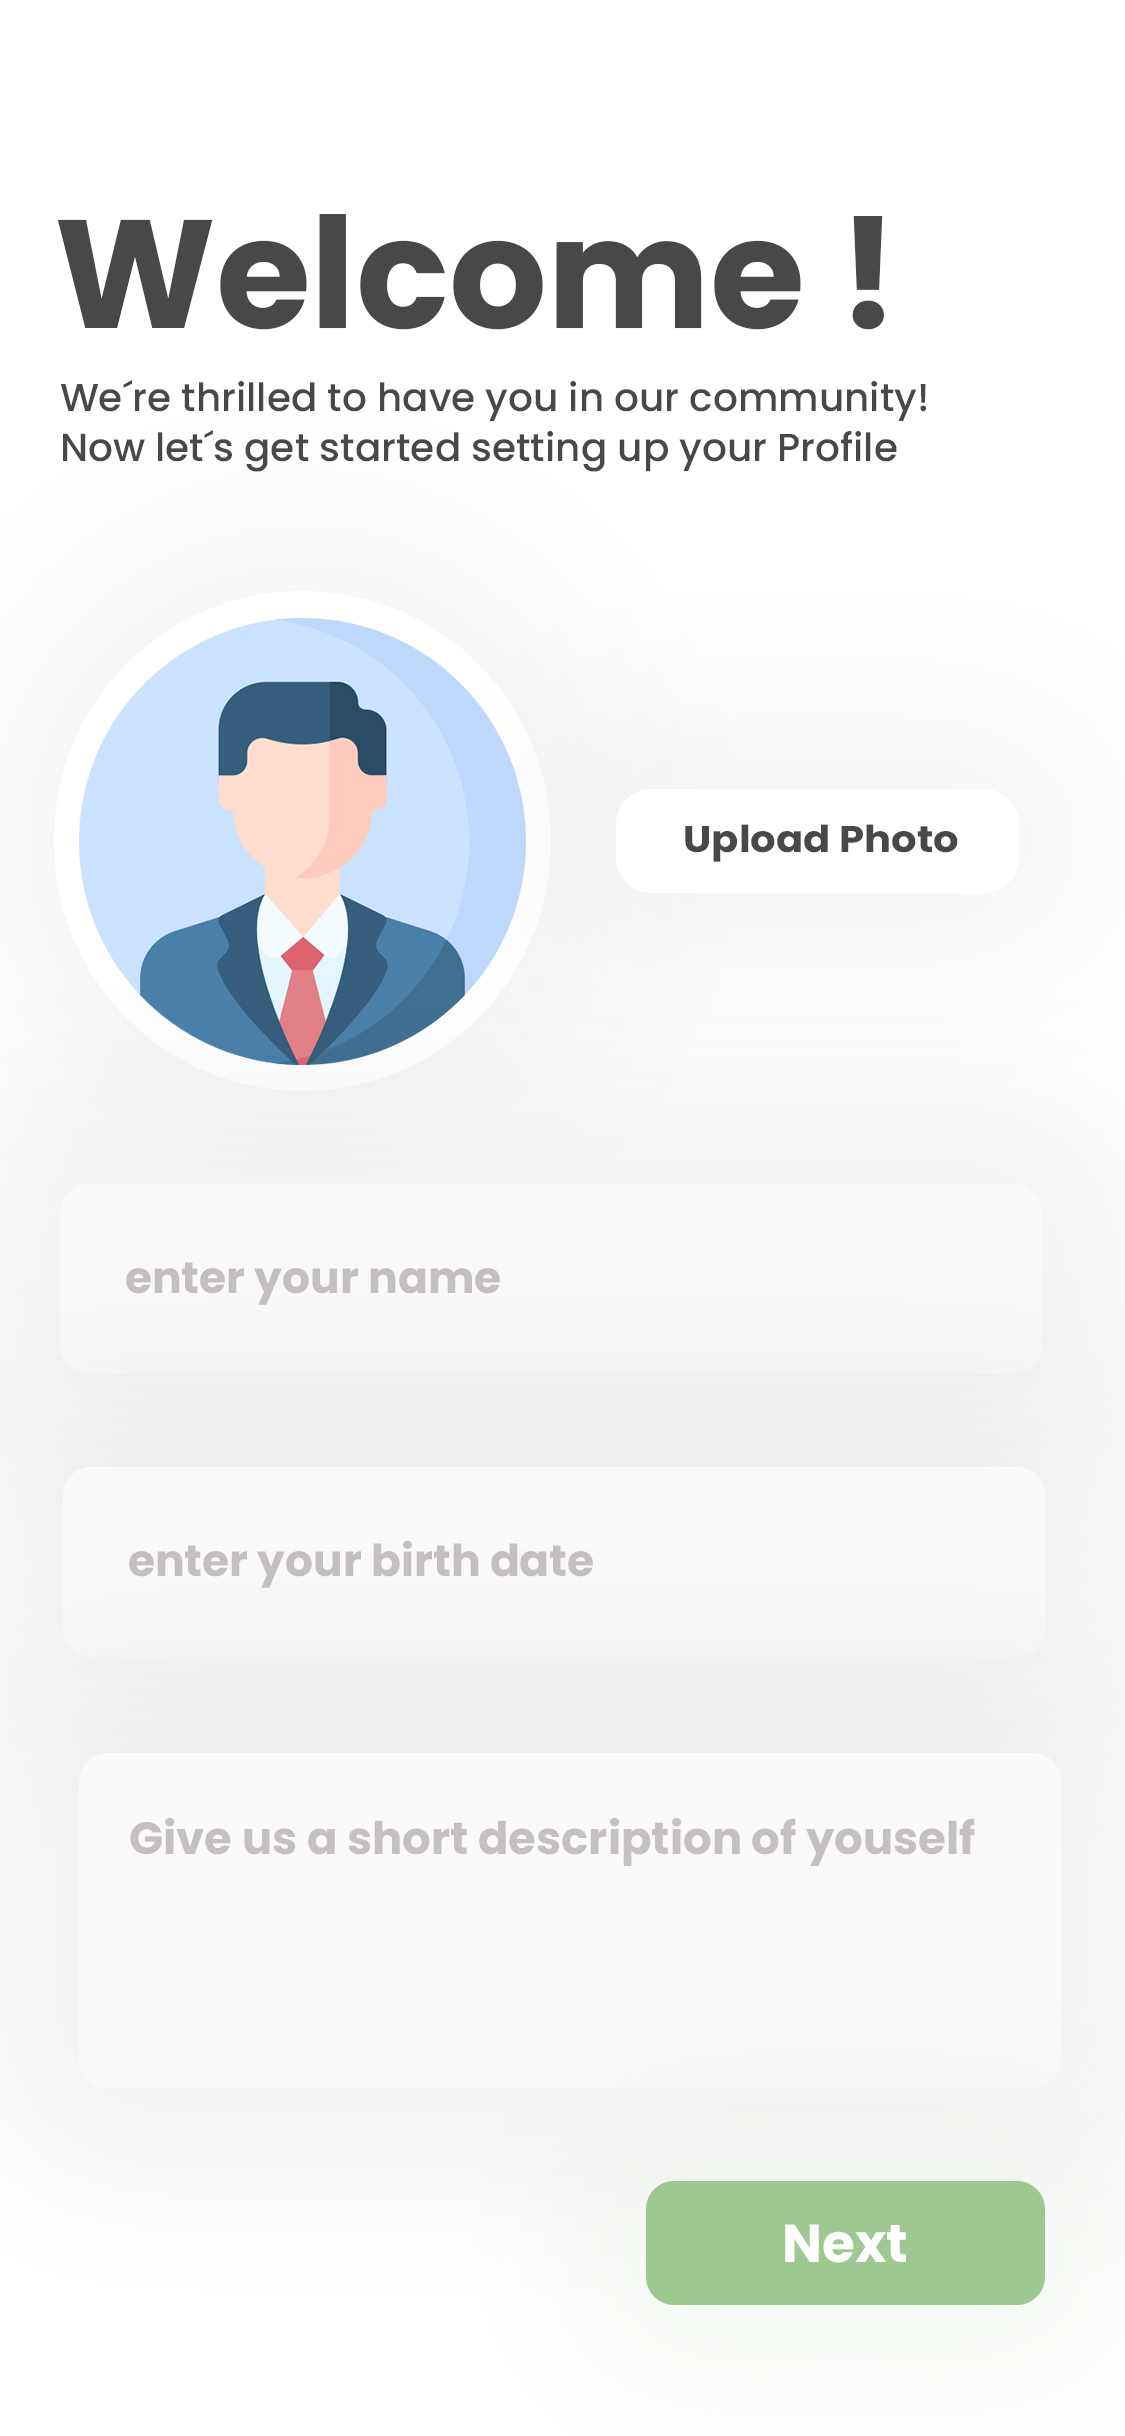 Welcome !
We´re thrilled to have you in our community!
Now let´s get started setting up your Profile
Upload Photo
enter your name
enter your birth date
Give us a short description of youself
Next